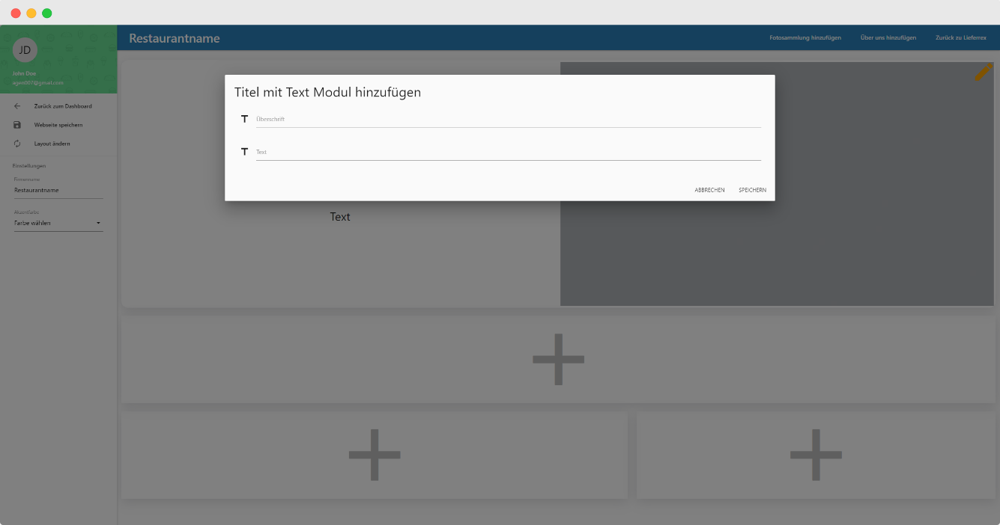 JD
John Doe
agent007@gmail.com
Zurück zum Dashboard
Webseite speichern
Layout ändern
Einstellungen
Firmenname
Restaurantname
Akzentfarbe
Farbe wählen
Restaurantname
Fotosammlung hinzufügen
Über uns hinzufügen
Zurück zu Lieferrex
Titel mit Text Modul hinzufügen
T Überschrift
T Text
ABBRECHEN
SPEICHERN
Text